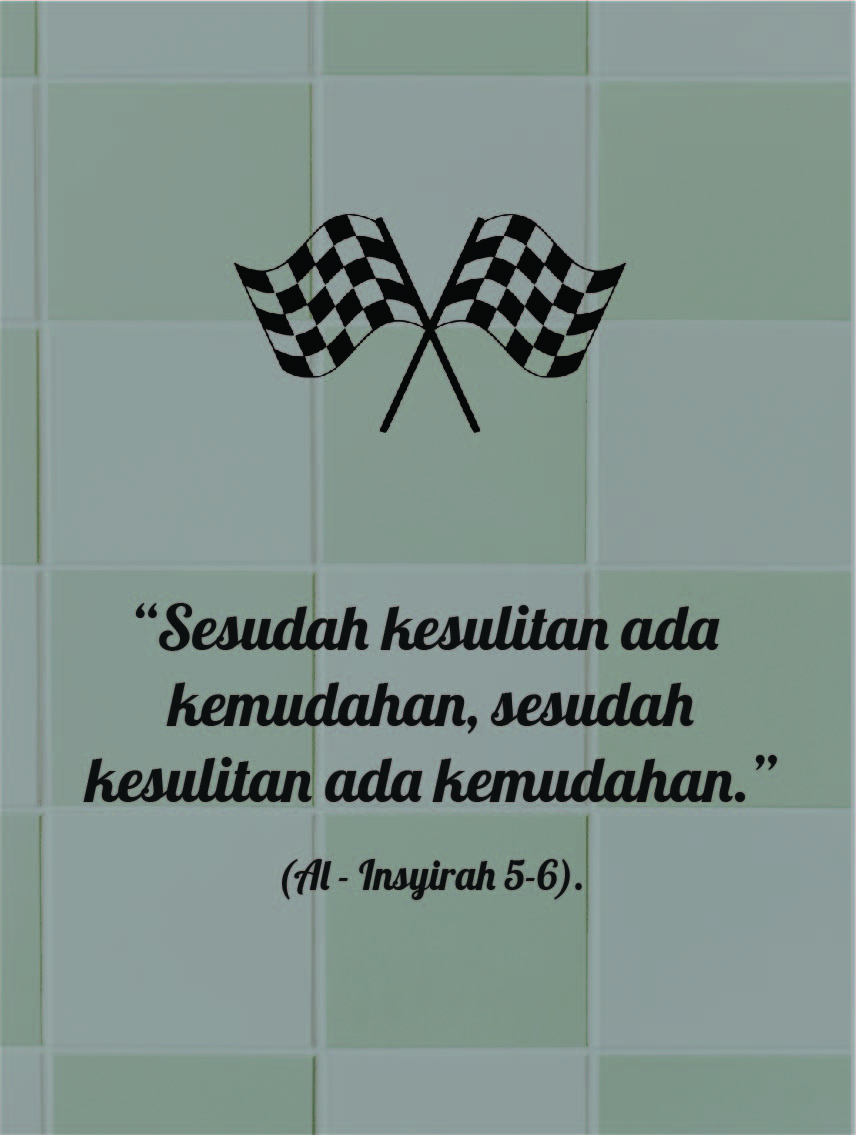 “Sesudah kesulitan ada
kemudahan, sesudah
kesulitan ada kemudahan.”
(Al - Insyirah 5-6).